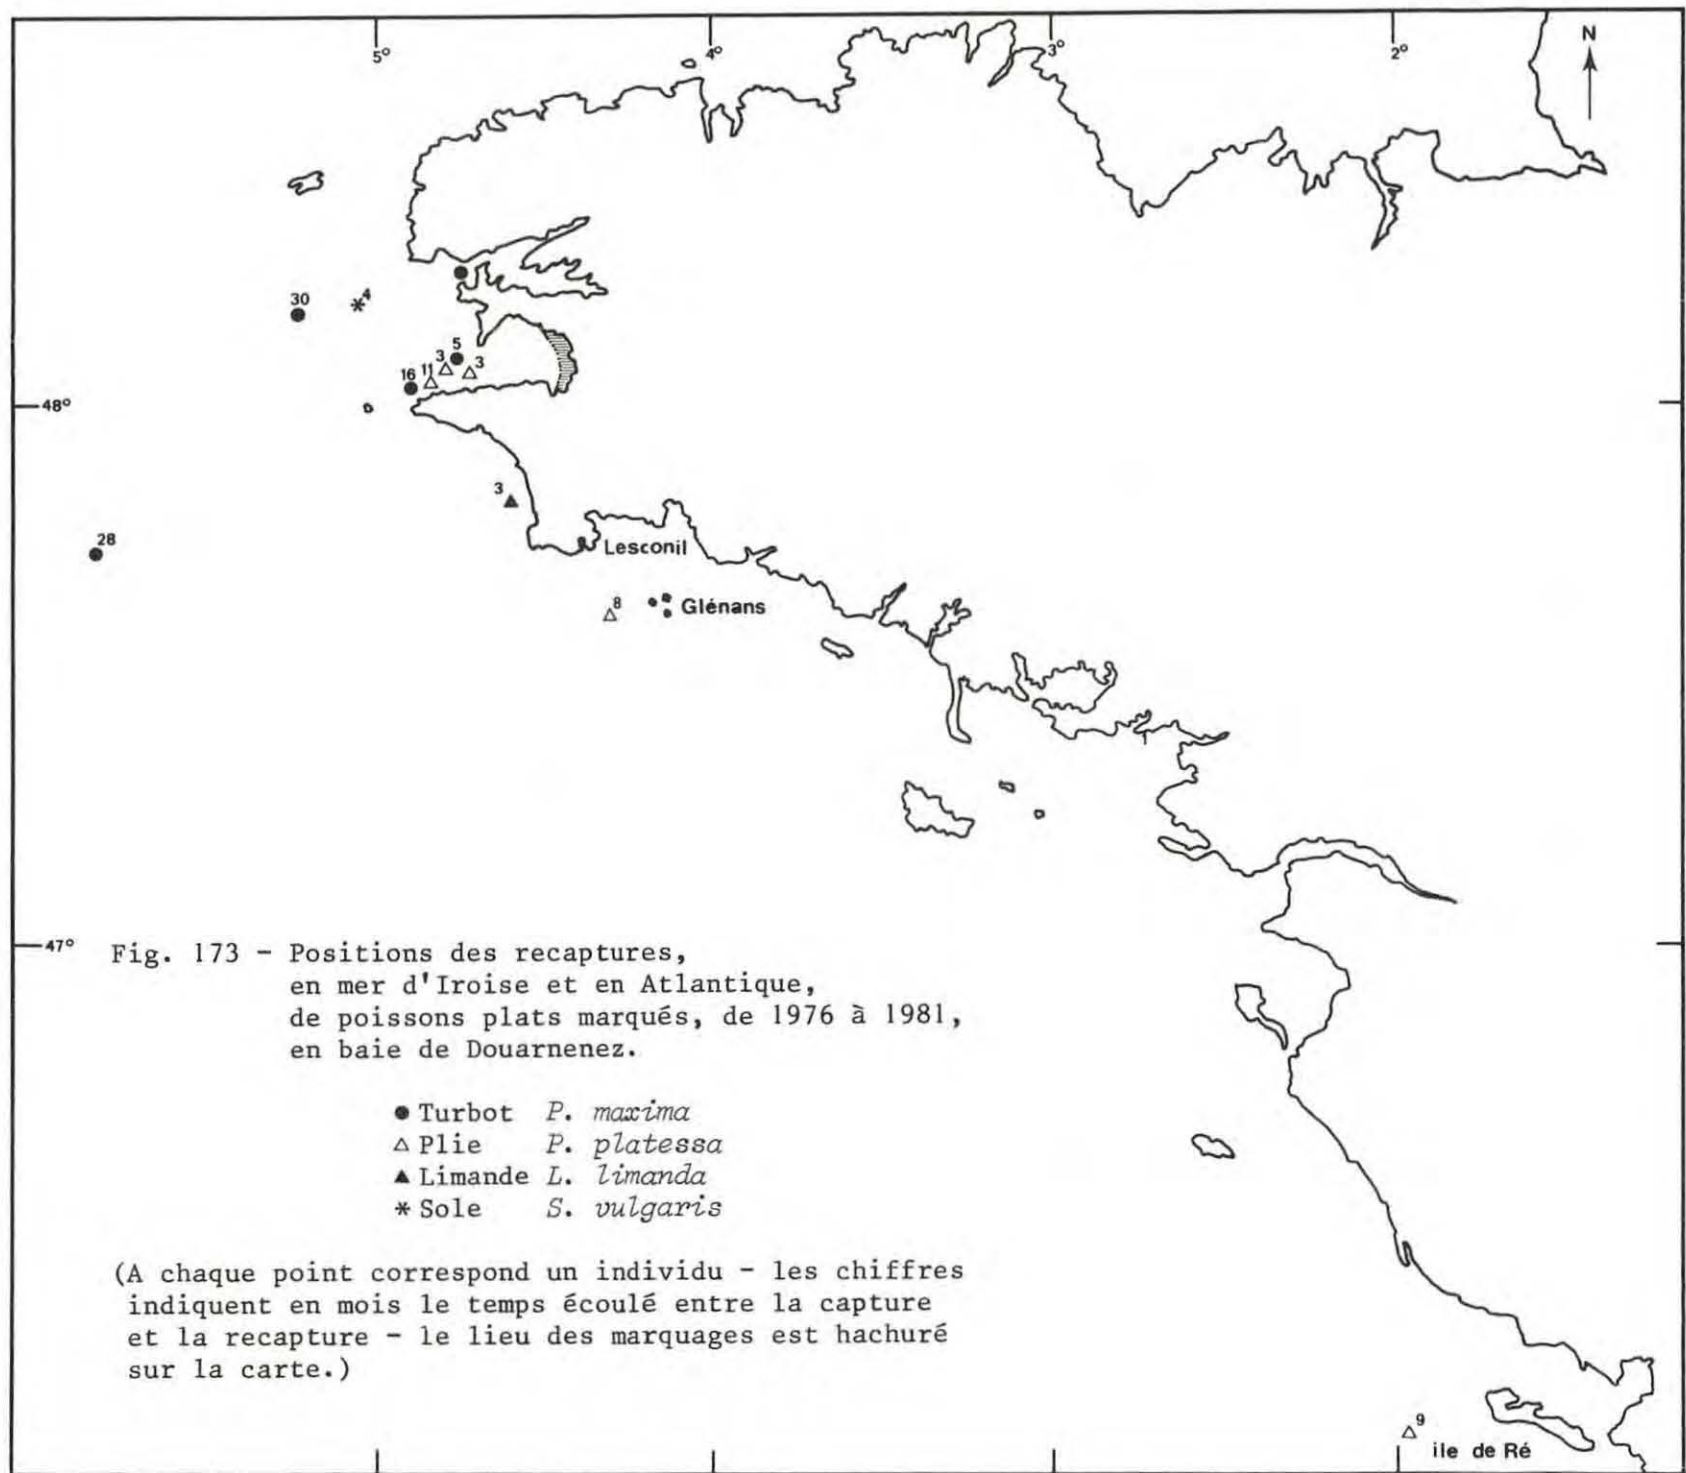 5° 4° 3° 2° N
30 4
5
3 3
16 11
48°
3
28
Lesconil
8 Glénans
47°
Fig. 173 - Positions des recaptures,
en mer d'Iroise et en Atlantique,
de poissons plats marqués, de 1976 à 1981,
en baie de Douarnenez.
● Turbot P. maxima
△ Plie P. platessa
▲ Limande L. limanda
* Sole S. vulgaris
(A chaque point correspond un individu - les chiffres
indiquent en mois le temps écoulé entre la capture
et la recapture - le lieu des marquages est hachuré
sur la carte.)
9
ile de Ré